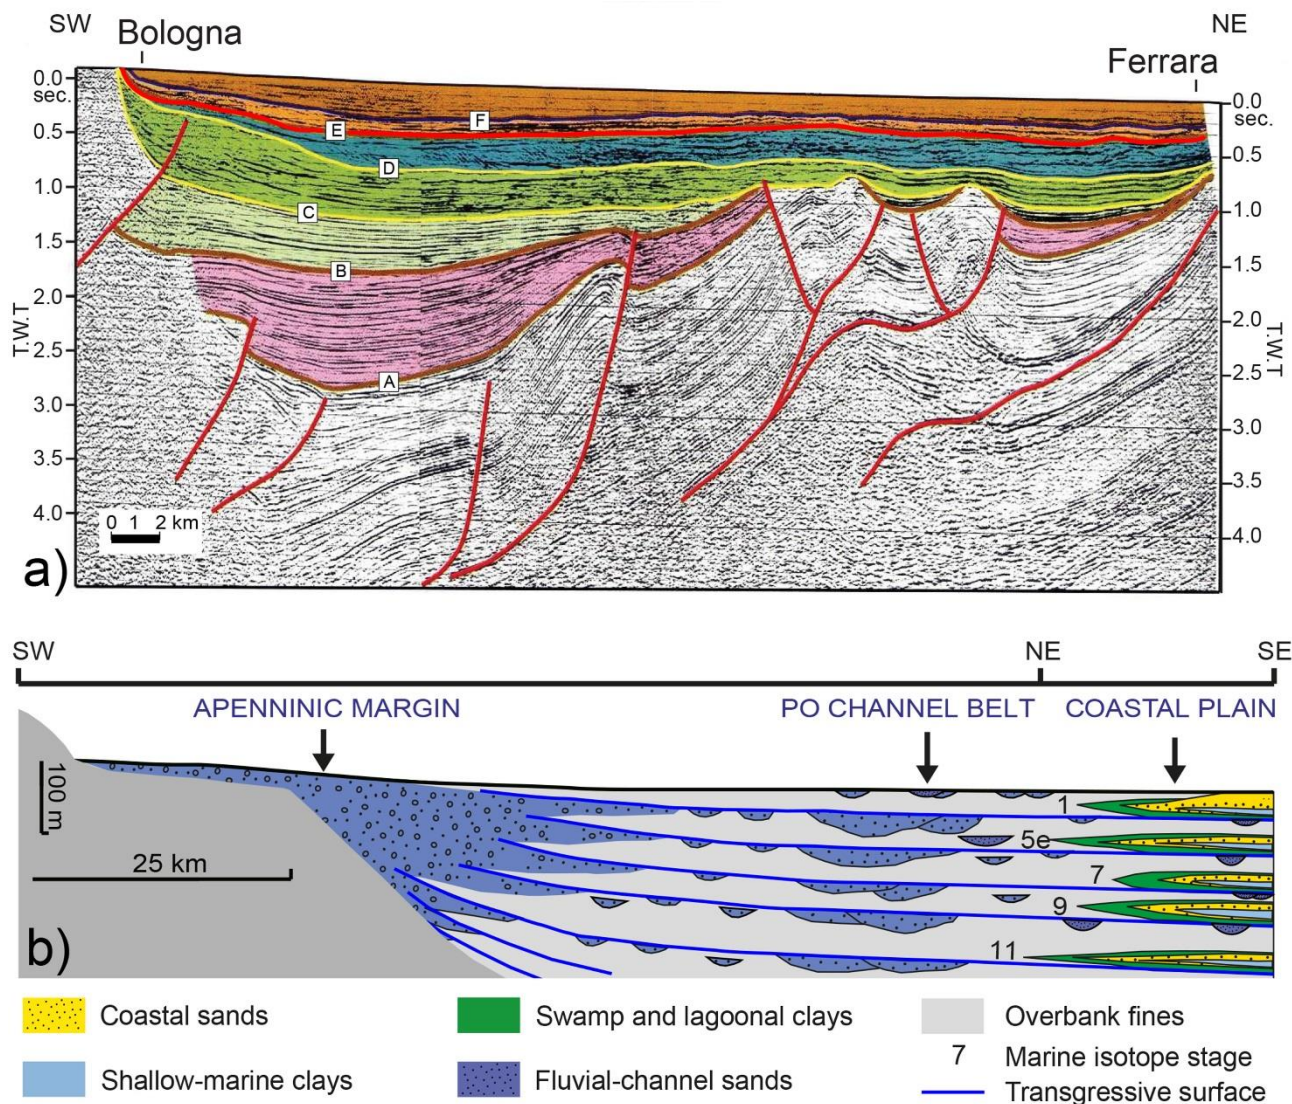 SW NE
Bologna Ferrara
0.0 0.0
sec. sec.
0.5 0.5
1.0 1.0
1.5 1.5
2.0 2.0
2.5 2.5
3.0 3.0
3.5 3.5
4.0 4.0
T.W.T T.W.T
F
E
D
C
B
A
0 1 2 km
a)
SW NE SE
APENNINIC MARGIN PO CHANNEL BELT COASTAL PLAIN
100 m
25 km
1
5e
7
9
11
b)
Coastal sands Swamp and lagoonal clays Overbank fines
7 Marine isotope stage
Shallow-marine clays Fluvial-channel sands Transgressive surface